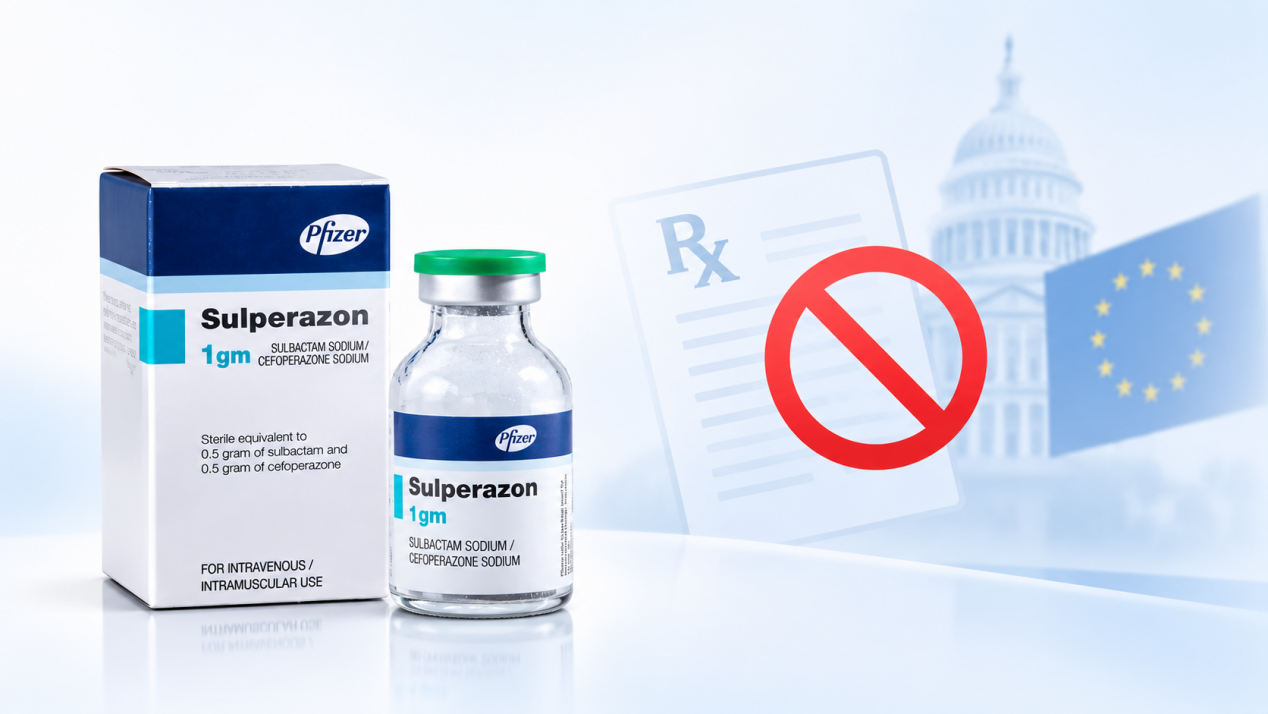 Pfizer
Sulperazon
1gm
SULBACTAM SODIUM/
CEFOPERAZONE SODIUM
Sterile equivalent to
0.5 gram of sulbactam and
0.5 gram of cefoperazone
FOR INTRAVENOUS /
INTRAMUSCULAR USE
Pfizer
Sulperazon
1gm
SULBACTAM SODIUM /
CEFOPERAZONE SODIUM
Rx